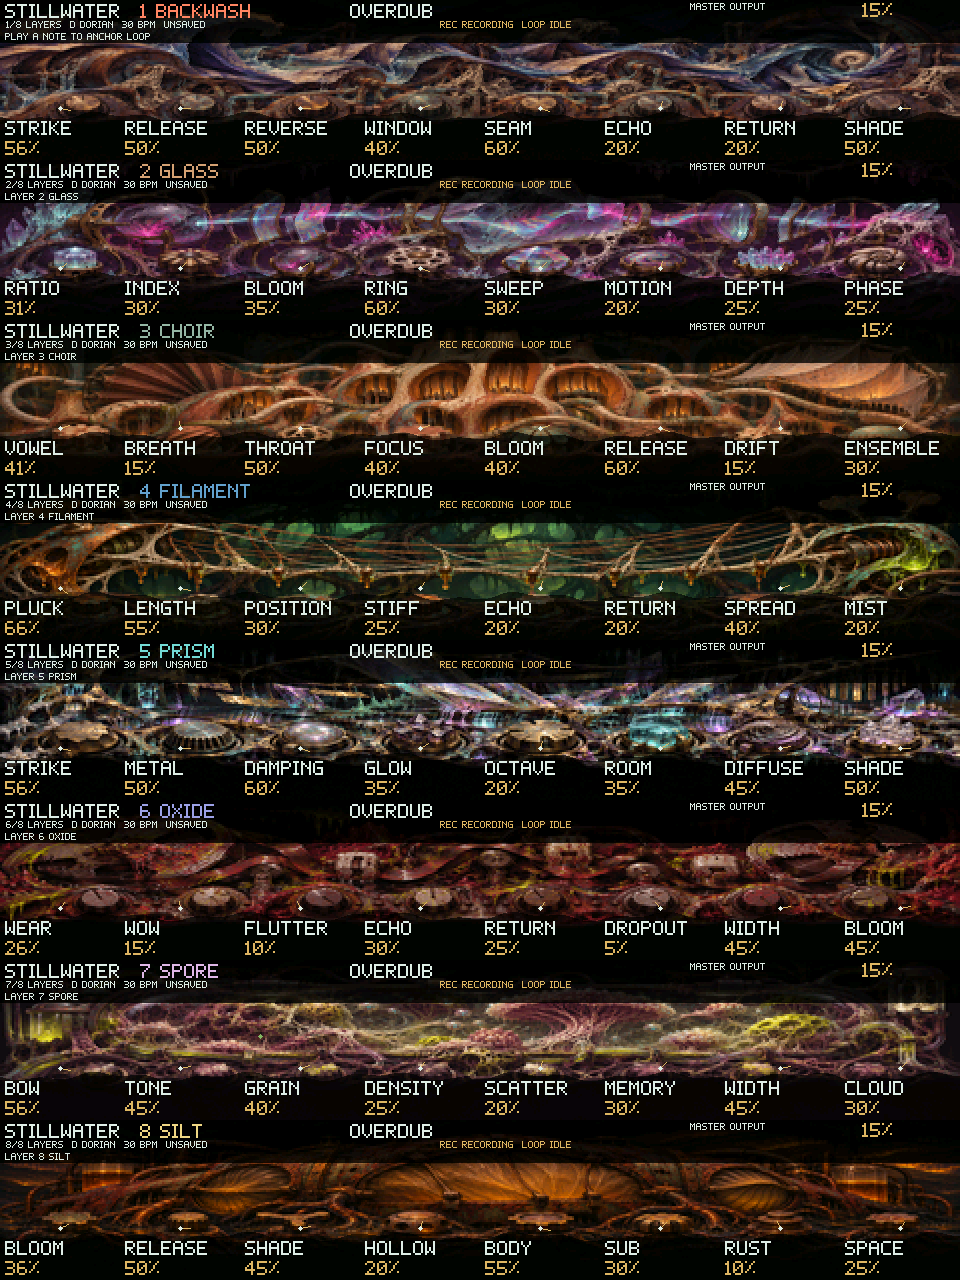 STILLWATER 1 BACKWASH OVERDUB MASTER OUTPUT 15%
1/8 LAYERS D DORIAN 30 BPM UNSAVED REC RECORDING LOOP IDLE
PLAY A NOTE TO ANCHOR LOOP
STRIKE RELEASE REVERSE WINDOW SEAM ECHO RETURN SHADE
56% 50% 50% 40% 60% 20% 20% 50%
STILLWATER 2 GLASS OVERDUB MASTER OUTPUT 15%
2/8 LAYERS D DORIAN 30 BPM UNSAVED REC RECORDING LOOP IDLE
LAYER 2 GLASS
RATIO INDEX BLOOM RING SWEEP MOTION DEPTH PHASE
31% 30% 35% 60% 30% 20% 25% 25%
STILLWATER 3 CHOIR OVERDUB MASTER OUTPUT 15%
3/8 LAYERS D DORIAN 30 BPM UNSAVED REC RECORDING LOOP IDLE
LAYER 3 CHOIR
VOWEL BREATH THROAT FOCUS BLOOM RELEASE DRIFT ENSEMBLE
41% 15% 50% 40% 40% 60% 15% 30%
STILLWATER 4 FILAMENT OVERDUB MASTER OUTPUT 15%
4/8 LAYERS D DORIAN 30 BPM UNSAVED REC RECORDING LOOP IDLE
LAYER 4 FILAMENT
PLUCK LENGTH POSITION STIFF ECHO RETURN SPREAD MIST
66% 55% 30% 25% 20% 20% 40% 20%
STILLWATER 5 PRISM OVERDUB MASTER OUTPUT 15%
5/8 LAYERS D DORIAN 30 BPM UNSAVED REC RECORDING LOOP IDLE
LAYER 5 PRISM
STRIKE METAL DAMPING GLOW OCTAVE ROOM DIFFUSE SHADE
56% 50% 60% 35% 20% 35% 45% 50%
STILLWATER 6 OXIDE OVERDUB MASTER OUTPUT 15%
6/8 LAYERS D DORIAN 30 BPM UNSAVED REC RECORDING LOOP IDLE
LAYER 6 OXIDE
WEAR WOW FLUTTER ECHO RETURN DROPOUT WIDTH BLOOM
26% 15% 10% 30% 25% 5% 45% 45%
STILLWATER 7 SPORE OVERDUB MASTER OUTPUT 15%
7/8 LAYERS D DORIAN 30 BPM UNSAVED REC RECORDING LOOP IDLE
LAYER 7 SPORE
BOW TONE GRAIN DENSITY SCATTER MEMORY WIDTH CLOUD
56% 45% 40% 25% 20% 30% 45% 30%
STILLWATER 8 SILT OVERDUB MASTER OUTPUT 15%
8/8 LAYERS D DORIAN 30 BPM UNSAVED REC RECORDING LOOP IDLE
LAYER 8 SILT
BLOOM RELEASE SHADE HOLLOW BODY SUB RUST SPACE
36% 50% 45% 20% 55% 30% 10% 25%